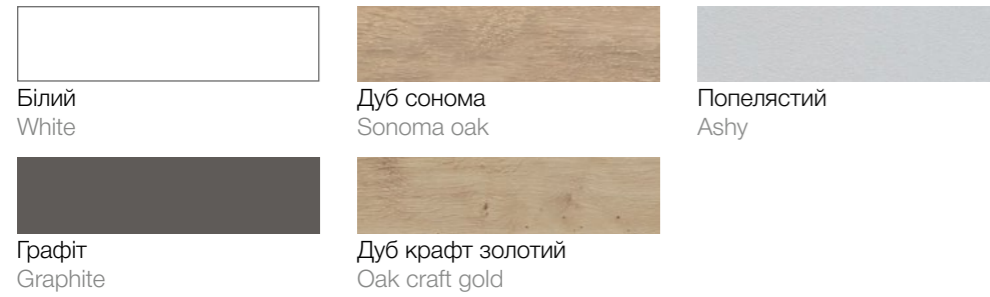 Білий
White
Дуб сонома
Sonoma oak
Попелястий
Ashy
Графіт
Graphite
Дуб крафт золотий
Oak craft gold